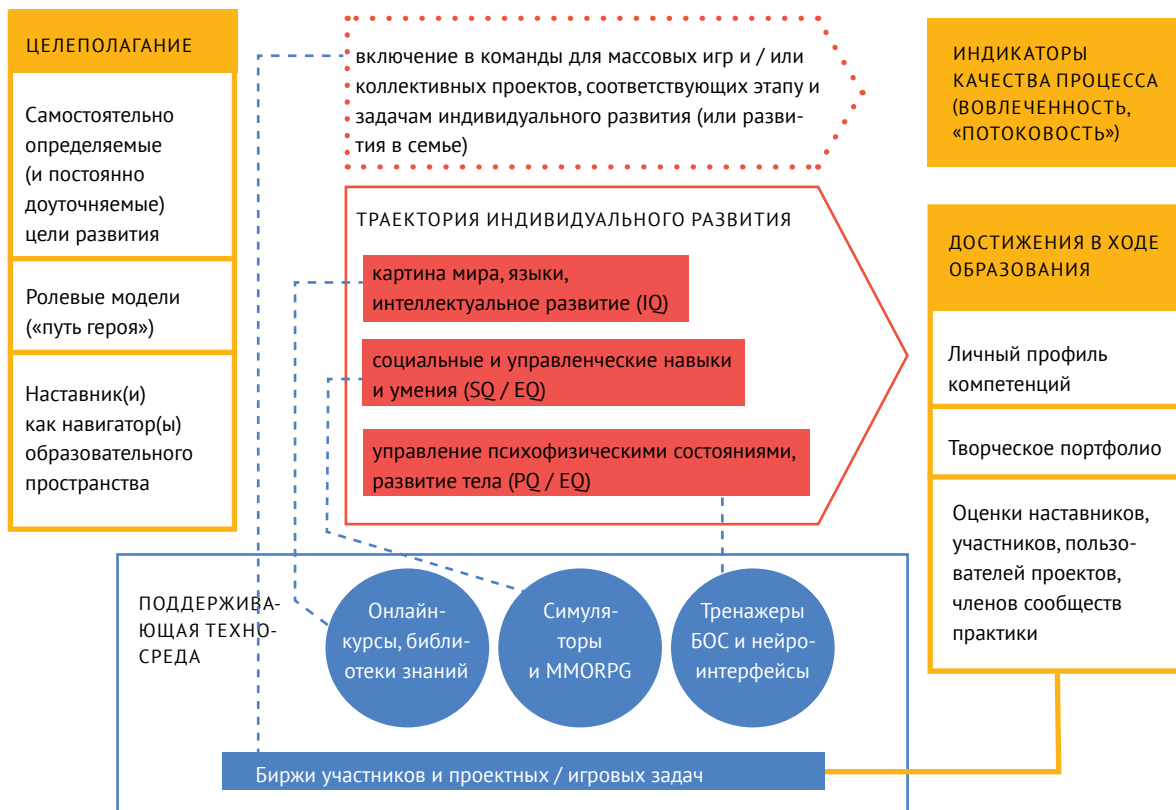 ЦЕЛЕПОЛАГАНИЕ
Самостоятельно
определяемые
(и постоянно
доуточняемые)
цели развития
Ролевые модели
(«путь героя»)
Наставник(и)
как навигатор(ы)
образовательного
пространства
включение в команды для массовых игр и / или
коллективных проектов, соответствующих этапу и
задачам индивидуального развития (или разви-
тия в семье)
ТРАЕКТОРИЯ ИНДИВИДУАЛЬНОГО РАЗВИТИЯ
картина мира, языки,
интеллектуальное развитие (IQ)
социальные и управленческие навыки
и умения (SQ / EQ)
управление психофизическими состояниями,
развитие тела (PQ / EQ)
ИНДИКАТОРЫ
КАЧЕСТВА ПРОЦЕССА
(ВОВЛЕЧЕННОСТЬ,
«ПОТОКОВОСТЬ»)
ДОСТИЖЕНИЯ В ХОДЕ
ОБРАЗОВАНИЯ
Личный профиль
компетенций
Творческое портфолио
Оценки наставников,
участников, пользо-
вателей проектов,
членов сообществ
практики
ПОДДЕРЖИВА-
ЮЩАЯ ТЕХНО-
СРЕДА
Онлайн-
курсы, библи-
отеки знаний
Симуля-
торы
и MMORPG
Тренажеры
БОС и нейро-
интерфейсы
Биржи участников и проектных / игровых задач